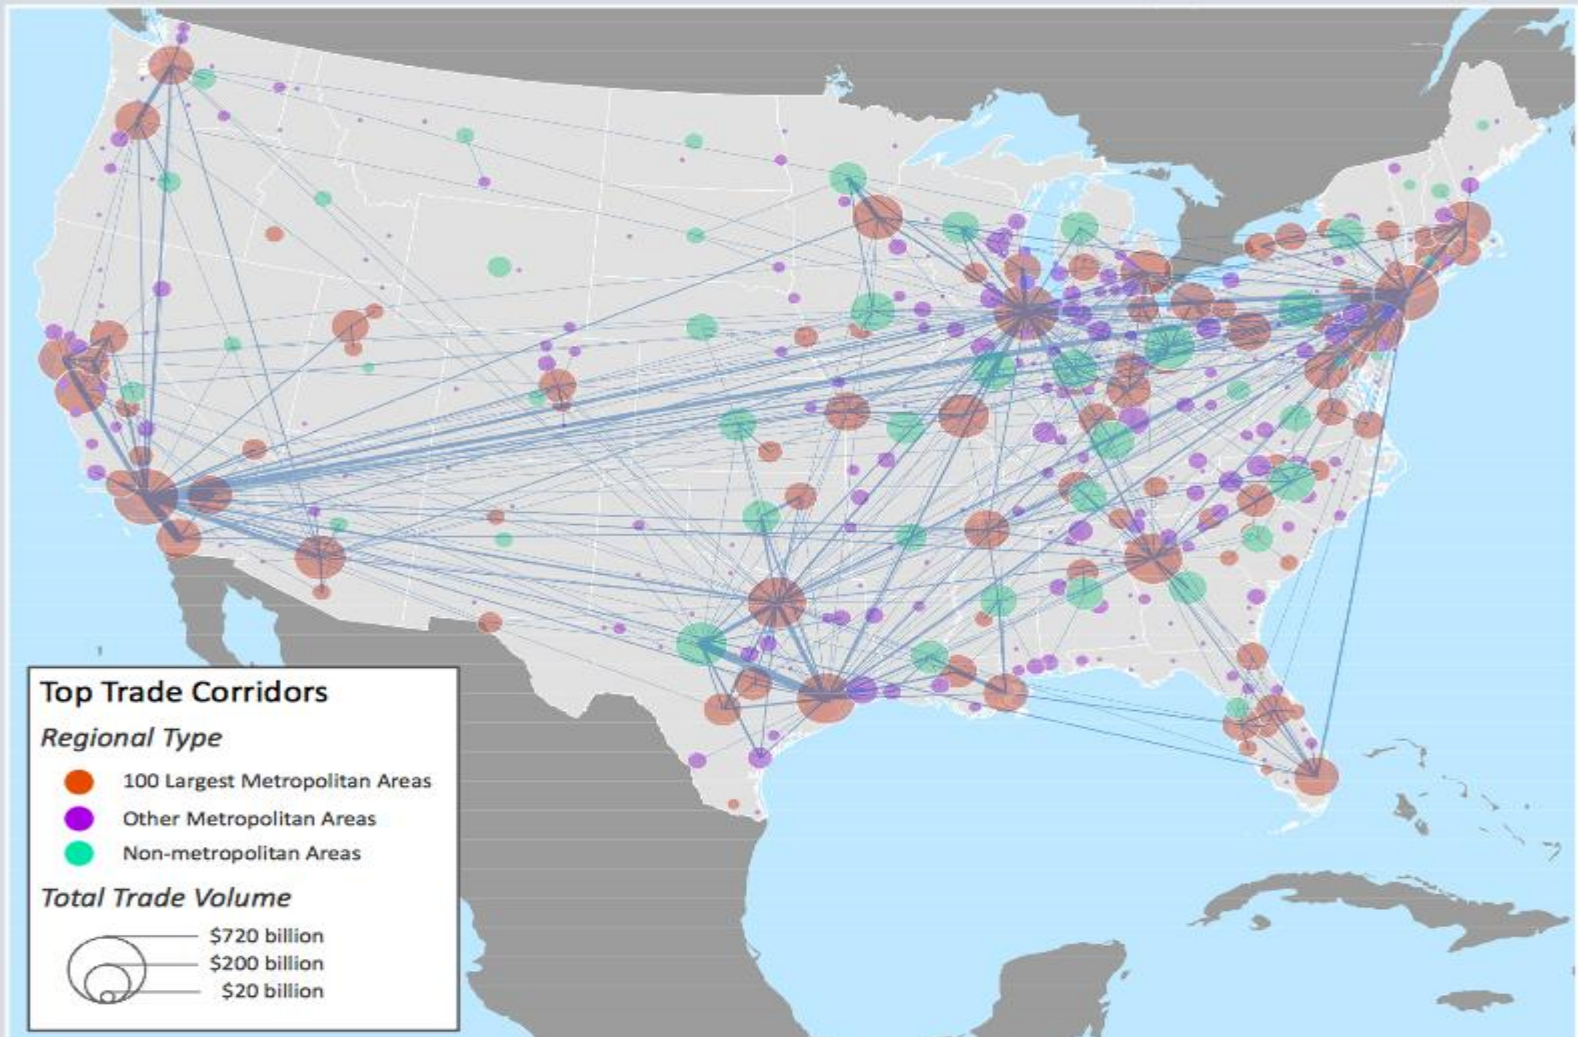 Top Trade Corridors
Regional Type
100 Largest Metropolitan Areas
Other Metropolitan Areas
Non-metropolitan Areas
Total Trade Volume
$720 billion
$200 billion
$20 billion